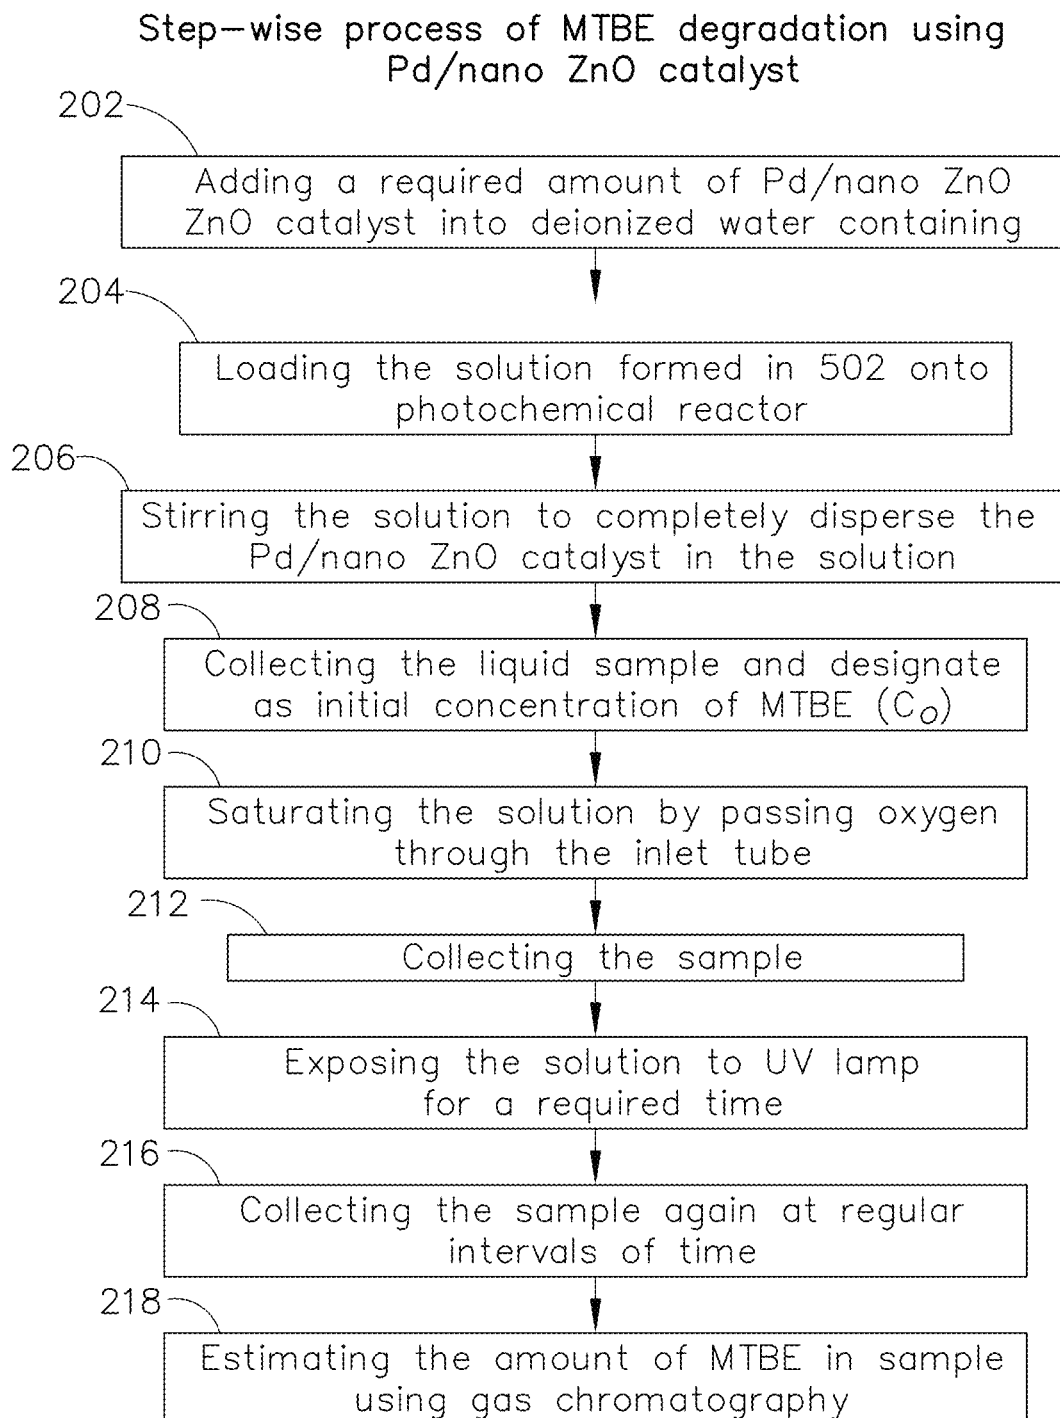 Step-wise process of MTBE degradation using
Pd/nano ZnO catalyst
202
Adding a required amount of Pd/nano ZnO
ZnO catalyst into deionized water containing
204
Loading the solution formed in 502 onto
photochemical reactor
206
Stirring the solution to completely disperse the
Pd/nano ZnO catalyst in the solution
208
Collecting the liquid sample and designate
as initial concentration of MTBE (C₀)
210
Saturating the solution by passing oxygen
through the inlet tube
212
Collecting the sample
214
Exposing the solution to UV lamp
for a required time
216
Collecting the sample again at regular
intervals of time
218
Estimating the amount of MTBE in sample
using gas chromatography